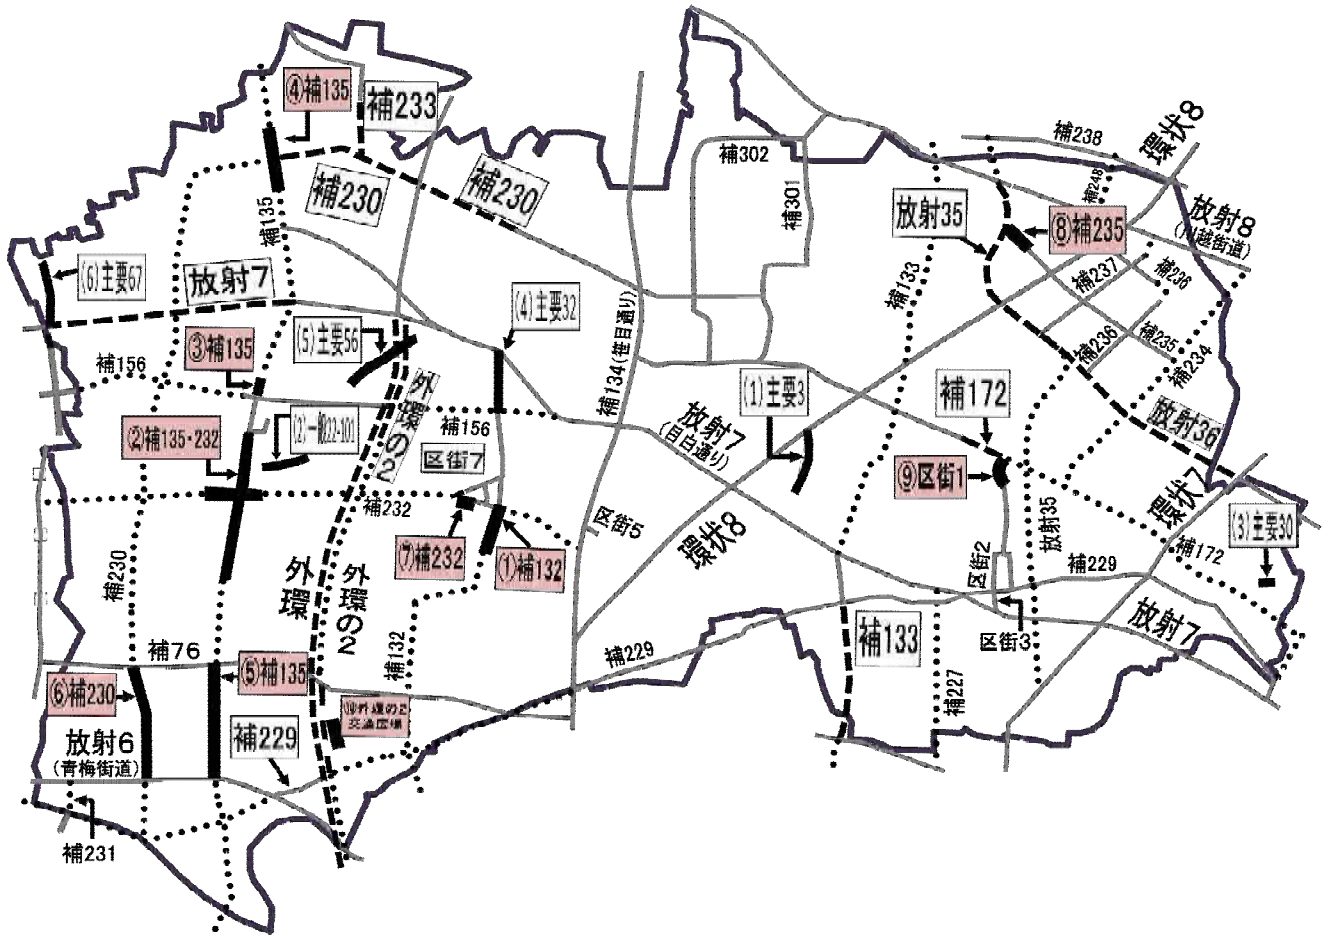 ④補135
補233
補238
環状8
補302
補248
補230
補230
補301
放射35
放射8
(川越街道)
⑧補235
補135
補237
補236
(6)主要67
放射7
補133
(4)主要32
(5)主要56
③補135
補134(笹目通り)
補235
補236
補234
補156
外環の2
(1)主要3
補172
放射7
(目白通り)
放射36
②補135・232
(2)一般22-101
補156
区街7
⑨区街1
環状7
補232
区街5
放射35
(3)主要30
環状8
⑦補232
①補132
補172
補230
外環
外環の2
区街2
補229
放射7
補76
補132
補133
区街3
補229
⑤補135
⑥補230
補227
⑩外環の2
交通広場
放射6
(青梅街道)
補229
補231